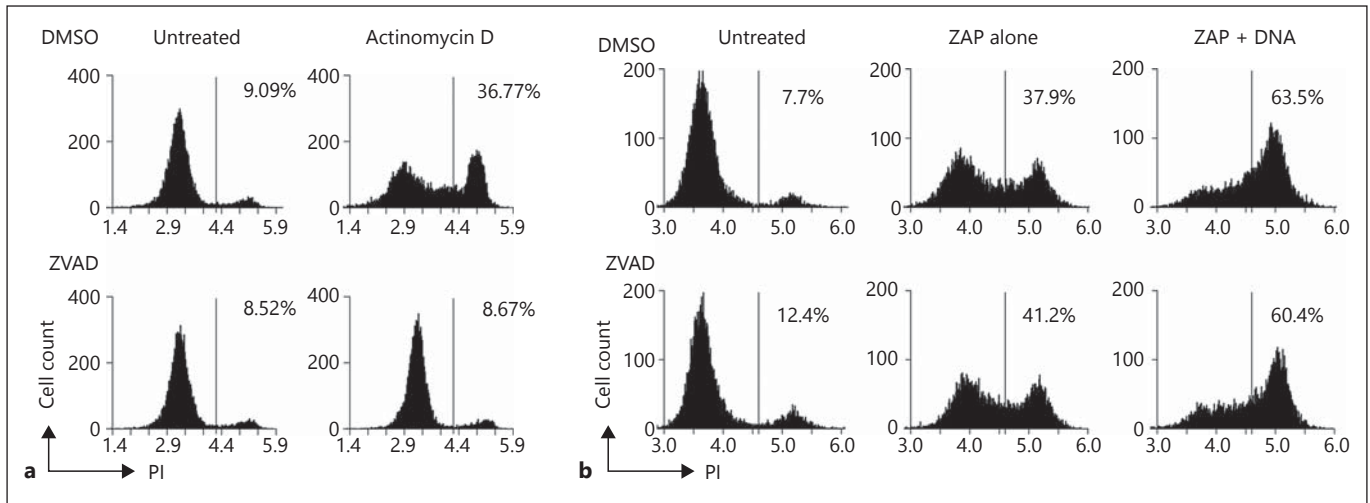 DMSO Untreated Actinomycin D
400 9.09% 400 36.77%
200 200
0 0
1.4 2.9 4.4 5.9 1.4 2.9 4.4 5.9
ZVAD
400 8.52% 400 8.67%
200 200
0 0
1.4 2.9 4.4 5.9 1.4 2.9 4.4 5.9
Cell count
a PI
DMSO Untreated ZAP alone ZAP + DNA
200 7.7% 200 37.9% 200 63.5%
100 100 100
0 0 0
3.0 4.0 5.0 6.0 3.0 4.0 5.0 6.0 3.0 4.0 5.0 6.0
ZVAD
200 12.4% 200 41.2% 200 60.4%
100 100 100
0 0 0
3.0 4.0 5.0 6.0 3.0 4.0 5.0 6.0 3.0 4.0 5.0 6.0
Cell count
b PI